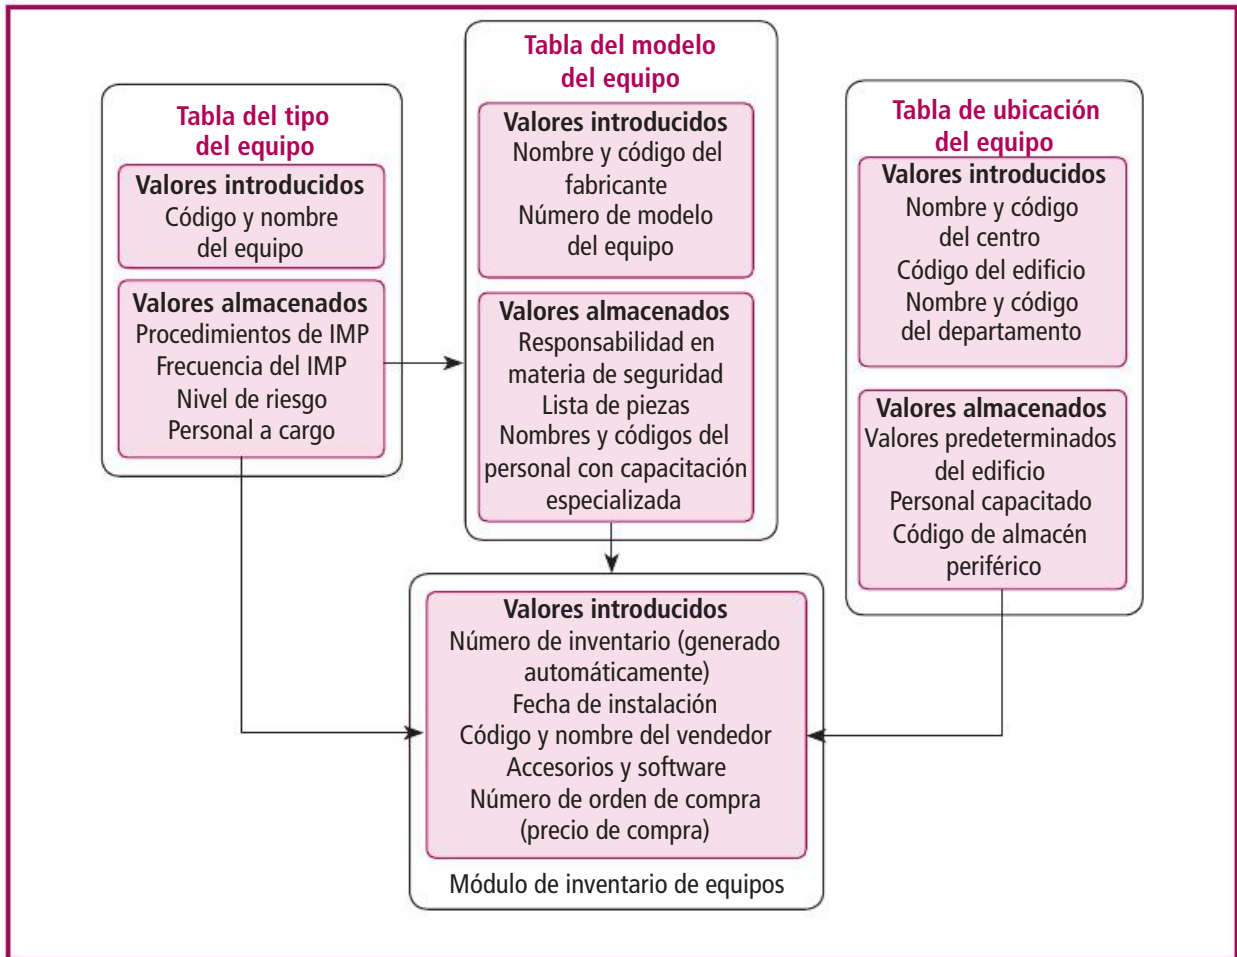 Tabla del tipo
del equipo
Valores introducidos
Código y nombre
del equipo
Valores almacenados
Procedimientos de IMP
Frecuencia del IMP
Nivel de riesgo
Personal a cargo
Tabla del modelo
del equipo
Valores introducidos
Nombre y código del
fabricante
Número de modelo
del equipo
Valores almacenados
Responsabilidad en
materia de seguridad
Lista de piezas
Nombres y códigos del
personal con capacitación
especializada
Tabla de ubicación
del equipo
Valores introducidos
Nombre y código
del centro
Código del edificio
Nombre y código
del departamento
Valores almacenados
Valores predeterminados
del edificio
Personal capacitado
Código de almacén
periférico
Valores introducidos
Número de inventario (generado
automáticamente)
Fecha de instalación
Código y nombre del vendedor
Accesorios y software
Número de orden de compra
(precio de compra)
Módulo de inventario de equipos